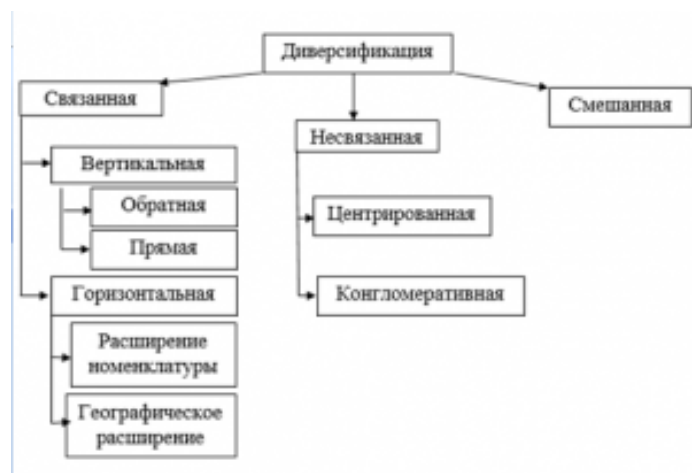 Диверсификация
Связанная
Несвязанная
Смешанная
Вертикальная
Обратная
Прямая
Горизонтальная
Расширение
номенклатуры
Географическое
расширение
Центрированная
Конгломеративная